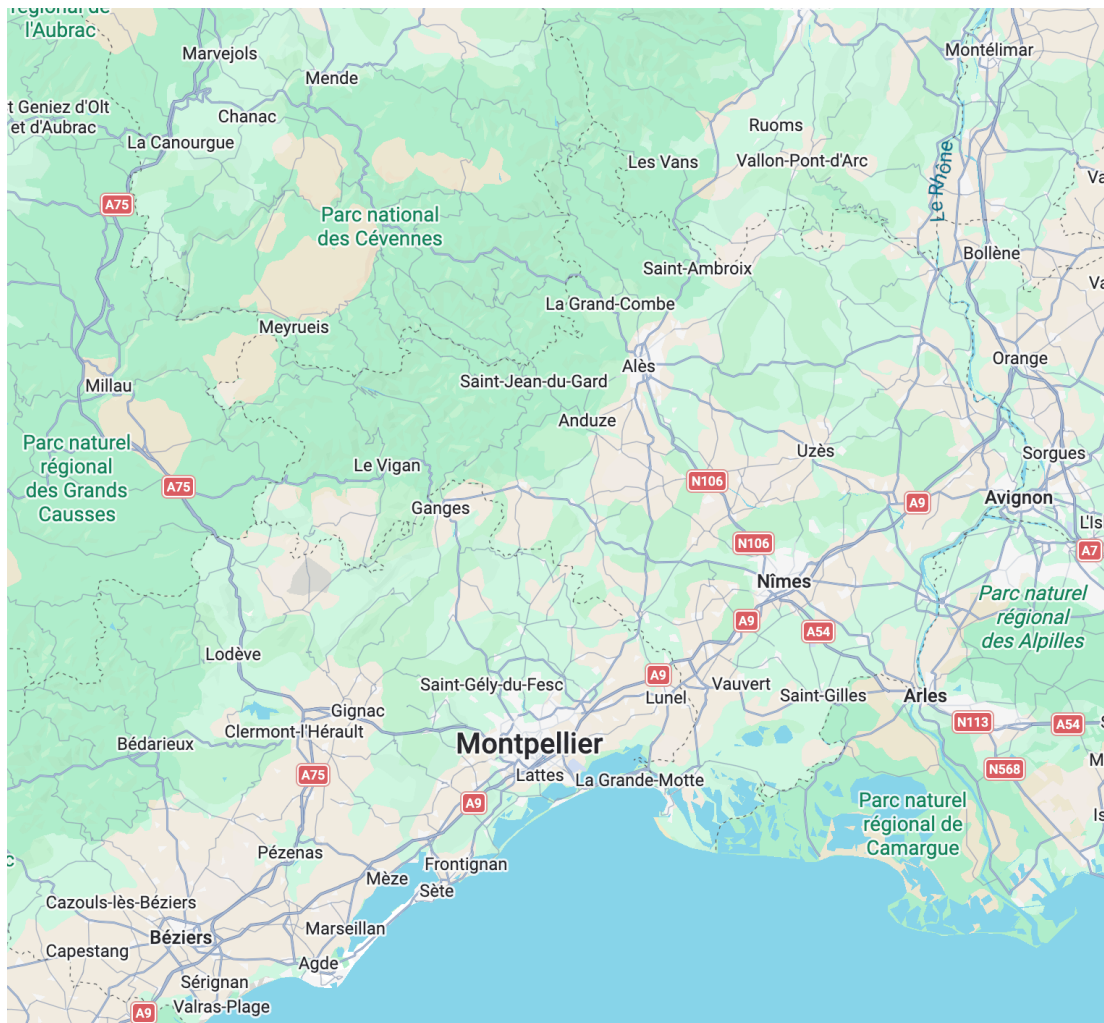 régional de
l'Aubrac
Marvejols
Montélimar
Mende
t Geniez d'Olt
et d'Aubrac
Chanac
Ruoms
La Canourgue
Les Vans
Vallon-Pont-d'Arc
Le Rhône
Va
A75
Parc national
des Cévennes
Bollène
Saint-Ambroix
Va
La Grand-Combe
Meyrueis
Orange
Alès
Millau
Saint-Jean-du-Gard
Anduze
Parc naturel
régional
des Grands
Causses
Uzès
Sorgues
Le Vigan
A75
N106
Avignon
A9
Ganges
L'Is
N106
A7
Nîmes
Parc naturel
régional
des Alpilles
A9
A54
Lodève
A9
Saint-Gély-du-Fesc
Vauvert
Lunel
Saint-Gilles
Arles
Gignac
N113
A54
S
Clermont-l'Hérault
Bédarieux
Montpellier
M
A75
Lattes
La Grande-Motte
N568
A9
Parc naturel
régional de
Camargue
Is
Pézenas
c
Frontignan
Mèze
Sète
Cazouls-lès-Béziers
Marseillan
Béziers
Capestang
Agde
Sérignan
Valras-Plage
A9